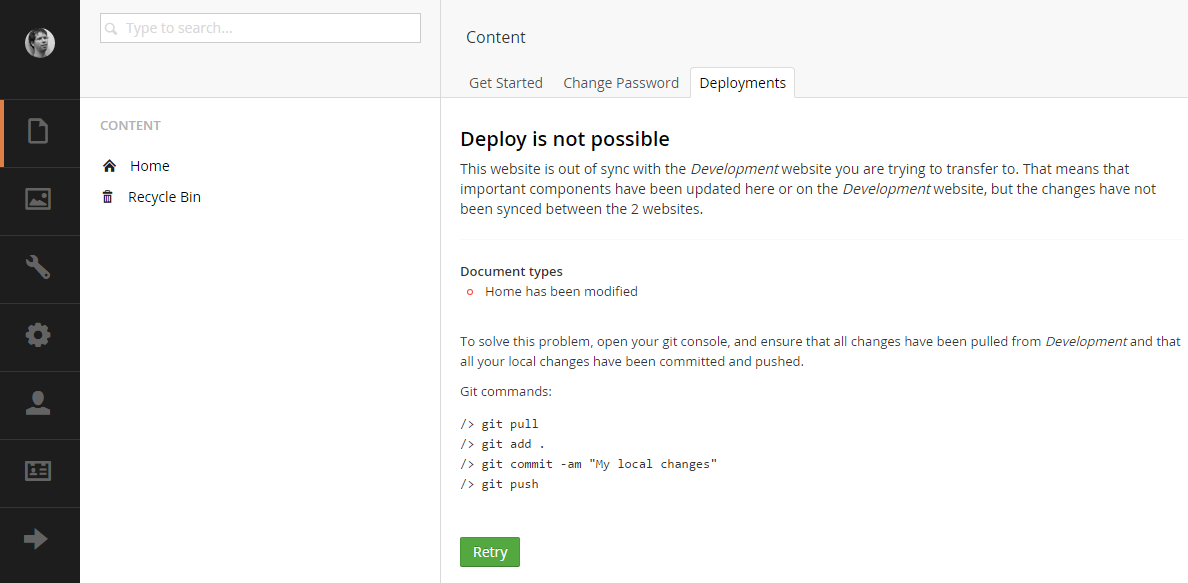 Type to search...
CONTENT
Home
Recycle Bin
Content
Get Started Change Password Deployments
Deploy is not possible
This website is out of sync with the Development website you are trying to transfer to. That means that
important components have been updated here or on the Development website, but the changes have not
been synced between the 2 websites.
Document types
Home has been modified
To solve this problem, open your git console, and ensure that all changes have been pulled from Development and that
all your local changes have been committed and pushed.
Git commands:
/> git pull
/> git add .
/> git commit -am "My local changes"
/> git push
Retry